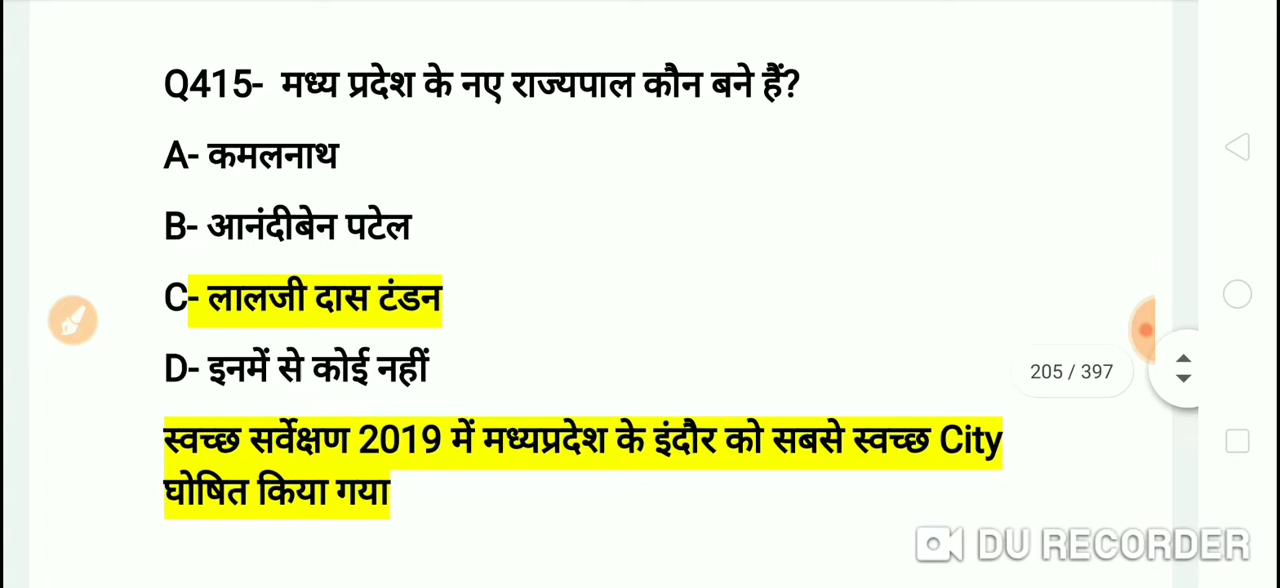 Q415- मध्य प्रदेश के नए राज्यपाल कौन बने हैं?
A- कमलनाथ
B- आनंदीबेन पटेल
C- लालजी दास टंडन
D- इनमें से कोई नहीं
205 / 397
स्वच्छ सर्वेक्षण 2019 में मध्यप्रदेश के इंदौर को सबसे स्वच्छ City
घोषित किया गया
DU RECORDER